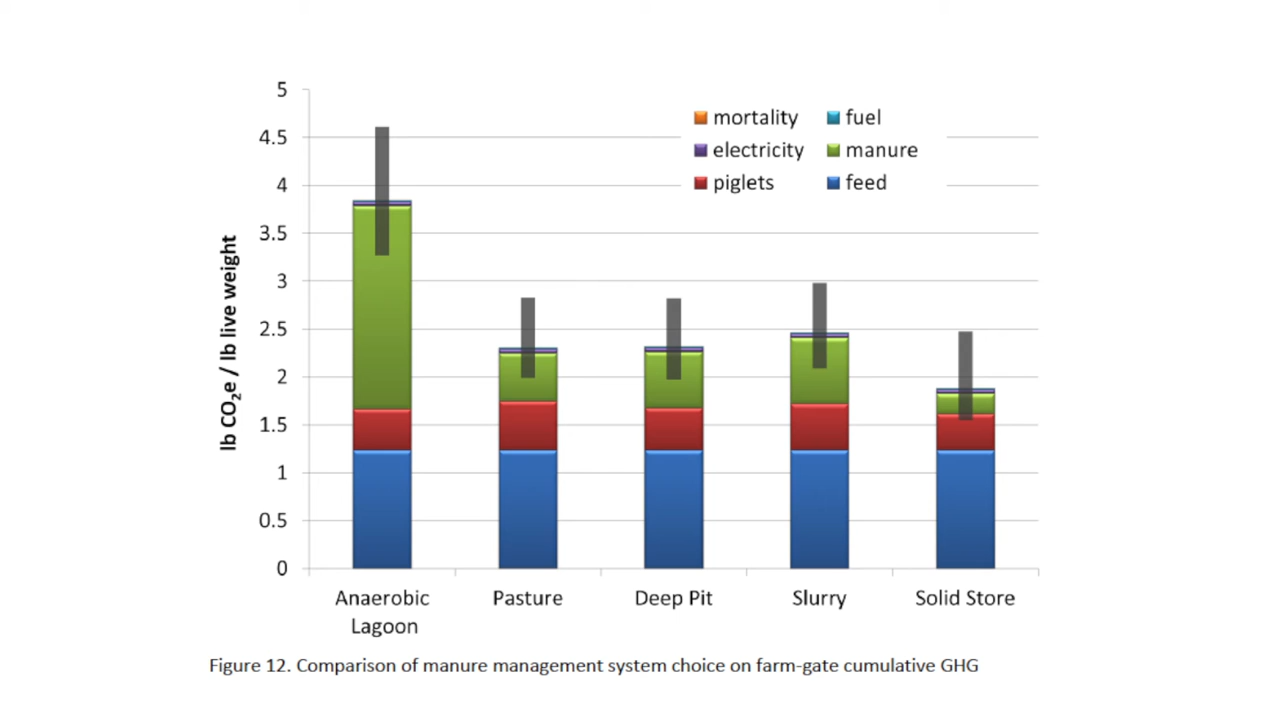 5
4.5
4
3.5
3
2.5
2
1.5
1
0.5
0
lb CO₂e / lb live weight
mortality fuel
electricity manure
piglets feed
Anaerobic Lagoon
Pasture
Deep Pit
Slurry
Solid Store
Figure 12. Comparison of manure management system choice on farm-gate cumulative GHG